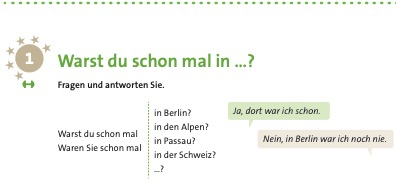 1
Warst du schon mal in ...?
Fragen und antworten Sie.
Warst du schon mal
Waren Sie schon mal
in Berlin?
in den Alpen?
in Passau?
in der Schweiz?
...?
Ja, dort war ich schon.
Nein, in Berlin war ich noch nie.